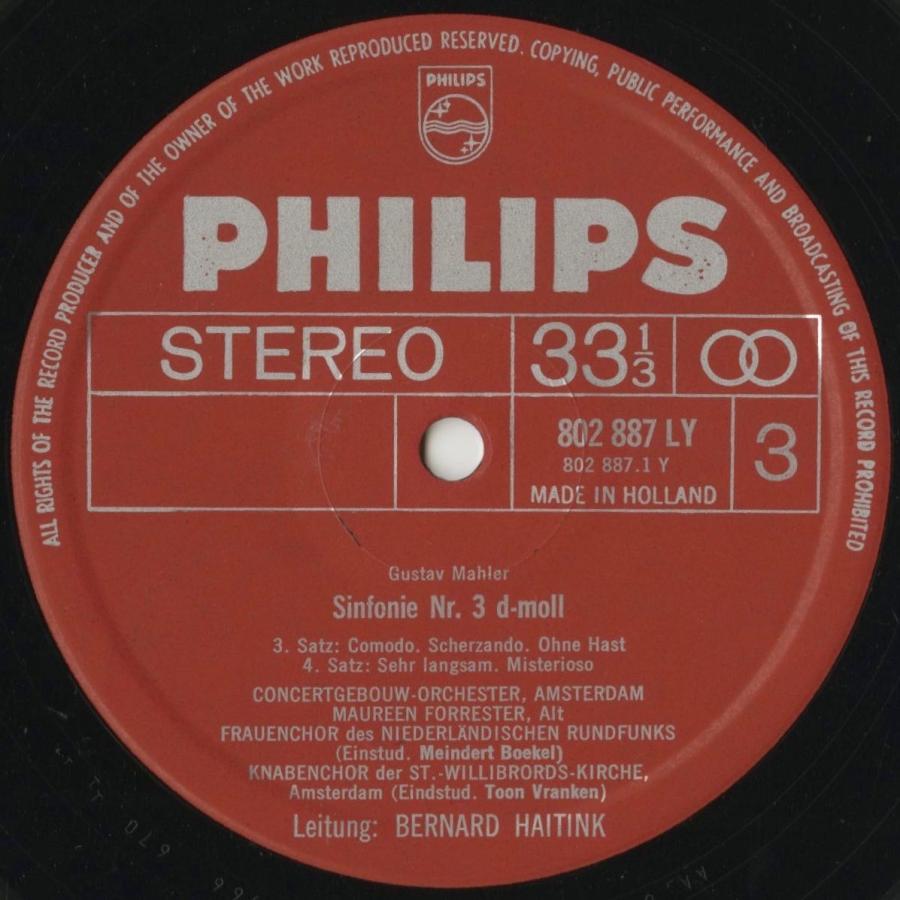 ALL RIGHTS OF THE RECORD PRODUCER AND OF THE OWNER OF THE WORK REPRODUCED RESERVED. COPYING, PUBLIC PERFORMANCE AND BROADCASTING OF THIS RECORD PROHIBITED
PHILIPS
PHILIPS
STEREO
33 1/3
802 887 LY
802 887.1 Y
MADE IN HOLLAND
3
Gustav Mahler
Sinfonie Nr. 3 d-moll
3. Satz: Comodo. Scherzando. Ohne Hast
4. Satz: Sehr langsam. Misterioso
CONCERTGEBOUW-ORCHESTER, AMSTERDAM
MAUREEN FORRESTER, Alt
FRAUENCHOR des NIEDERLÄNDISCHEN RUNDFUNKS
(Einstud. Meindert Boekel)
KNABENCHOR der ST.-WILLIBRORDS-KIRCHE,
Amsterdam (Eindstud. Toon Vranken)
Leitung: BERNARD HAITINK
670